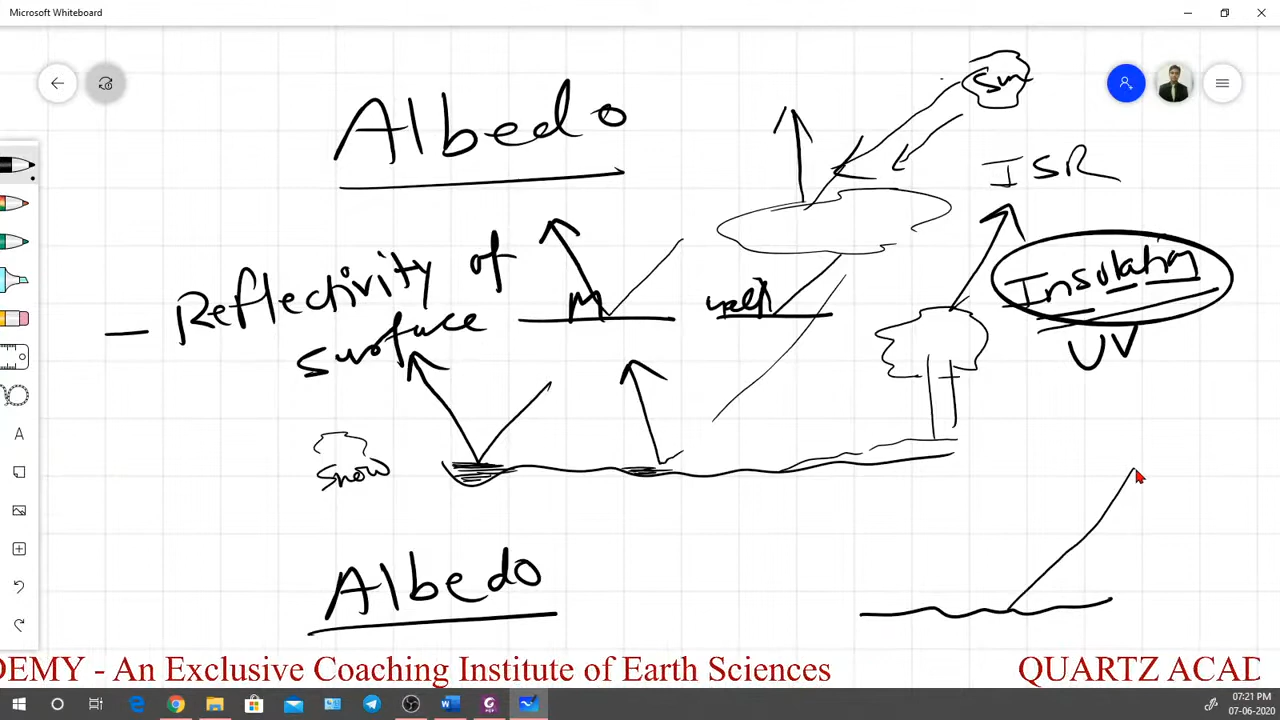 Microsoft Whiteboard
Albedo
Sun
ISR
- Reflectivity of
surface
M
Insolation
UV
Snow
Albedo
DEMY - An Exclusive Coaching Institute of Earth Sciences
QUARTZ ACAD
07:21 PM
07-06-2020